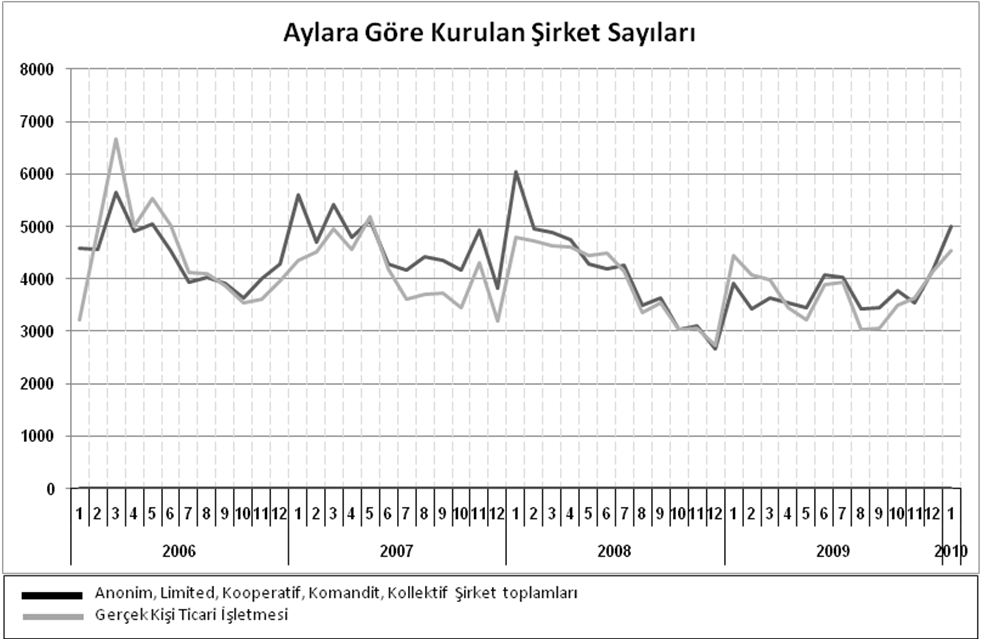 Aylara Göre Kurulan Şirket Sayıları
8000
7000
6000
5000
4000
3000
2000
1000
0
1 2 3 4 5 6 7 8 9 10 11 12 1 2 3 4 5 6 7 8 9 10 11 12 1 2 3 4 5 6 7 8 9 10 11 12 1 2 3 4 5 6 7 8 9 10 11 12 1
2006 2007 2008 2009 2010
Anonim, Limited, Kooperatif, Komandit, Kollektif Şirket toplamları
Gerçek Kişi Ticari İşletmesi